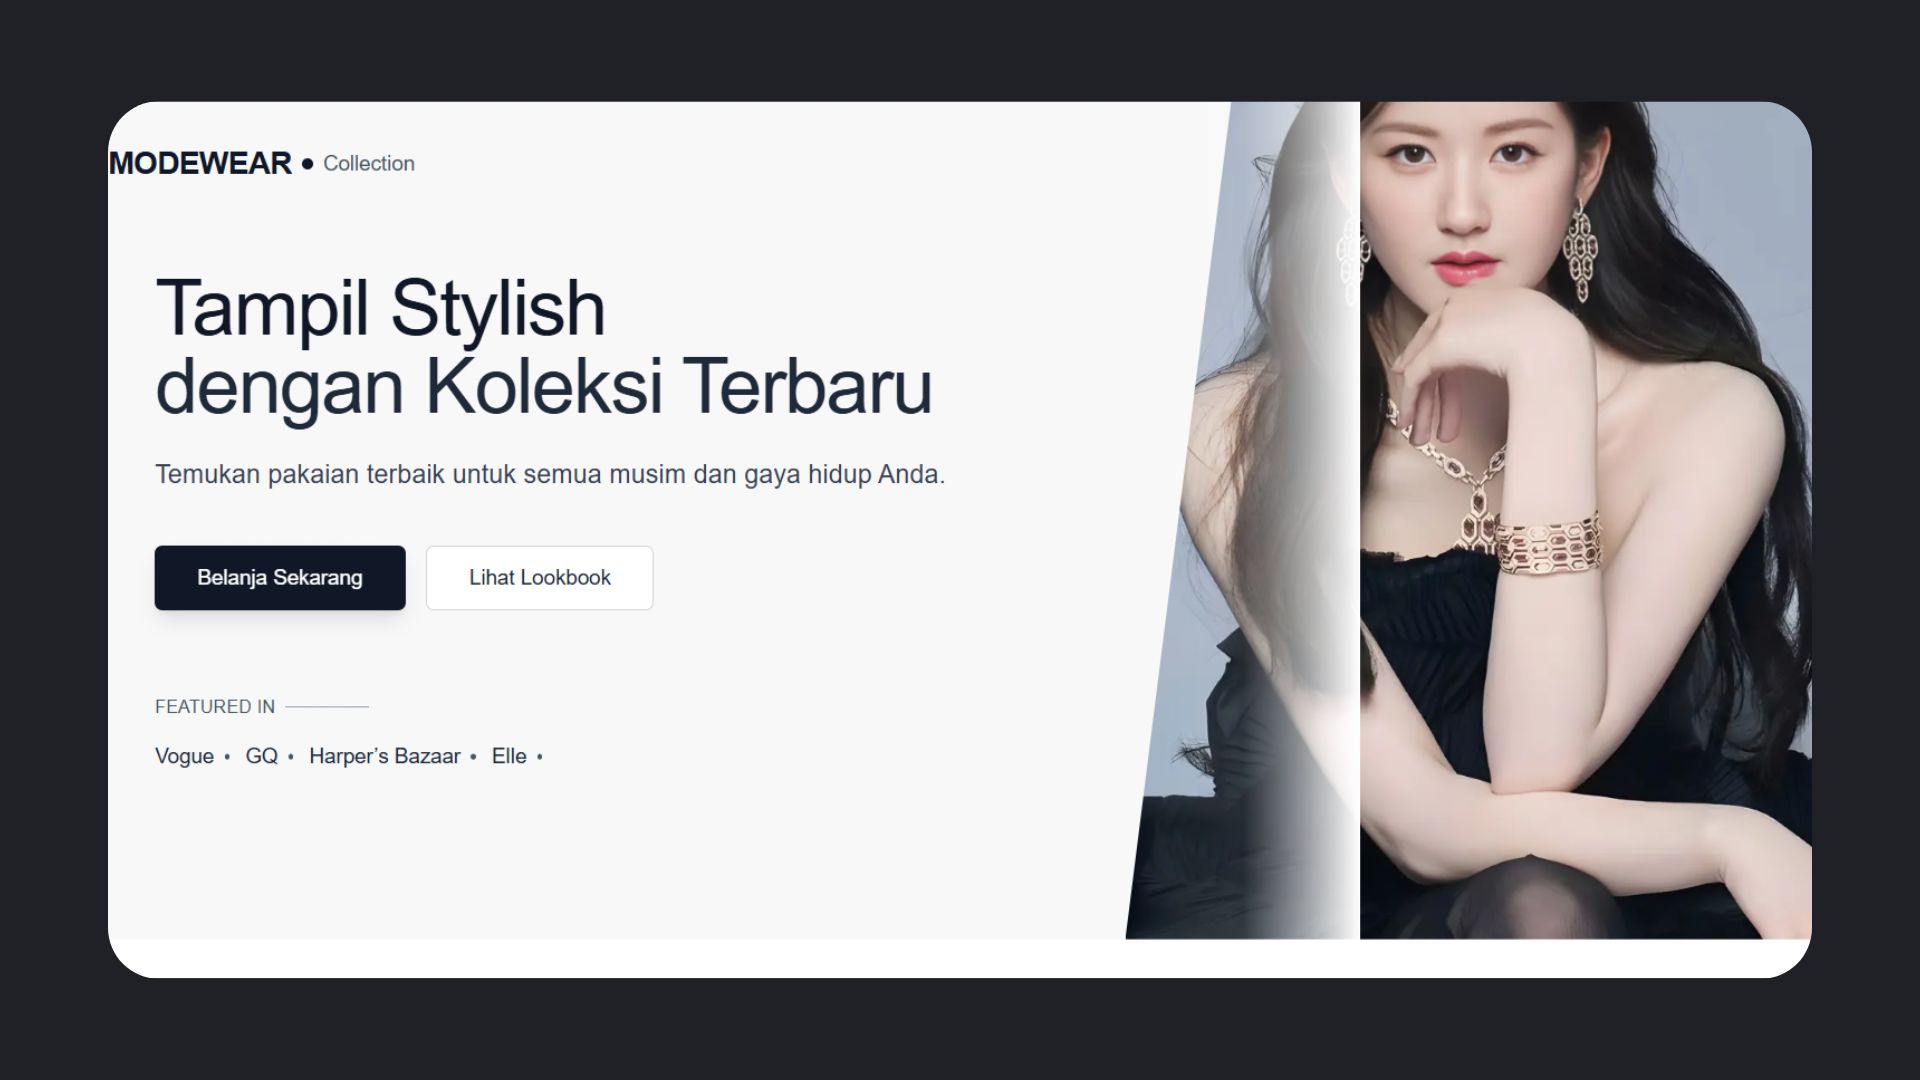 MODEWEAR • Collection
Tampil Stylish
dengan Koleksi Terbaru
Temukan pakaian terbaik untuk semua musim dan gaya hidup Anda.
Belanja Sekarang
Lihat Lookbook
FEATURED IN
Vogue • GQ • Harper’s Bazaar • Elle •